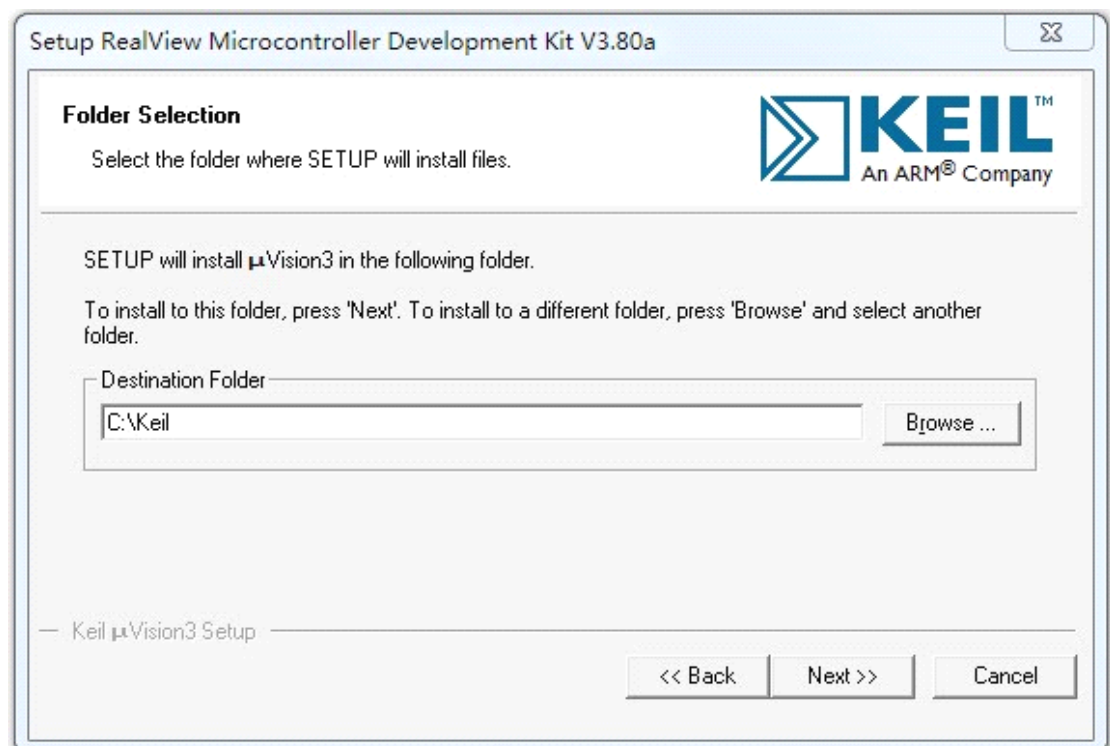 Setup RealView Microcontroller Development Kit V3.80a
Folder Selection
Select the folder where SETUP will install files.
KEIL™
An ARM® Company
SETUP will install µVision3 in the following folder.
To install to this folder, press 'Next'. To install to a different folder, press 'Browse' and select another
folder.
Destination Folder
C:\Keil
Browse ...
Keil µVision3 Setup
<< Back
Next >>
Cancel